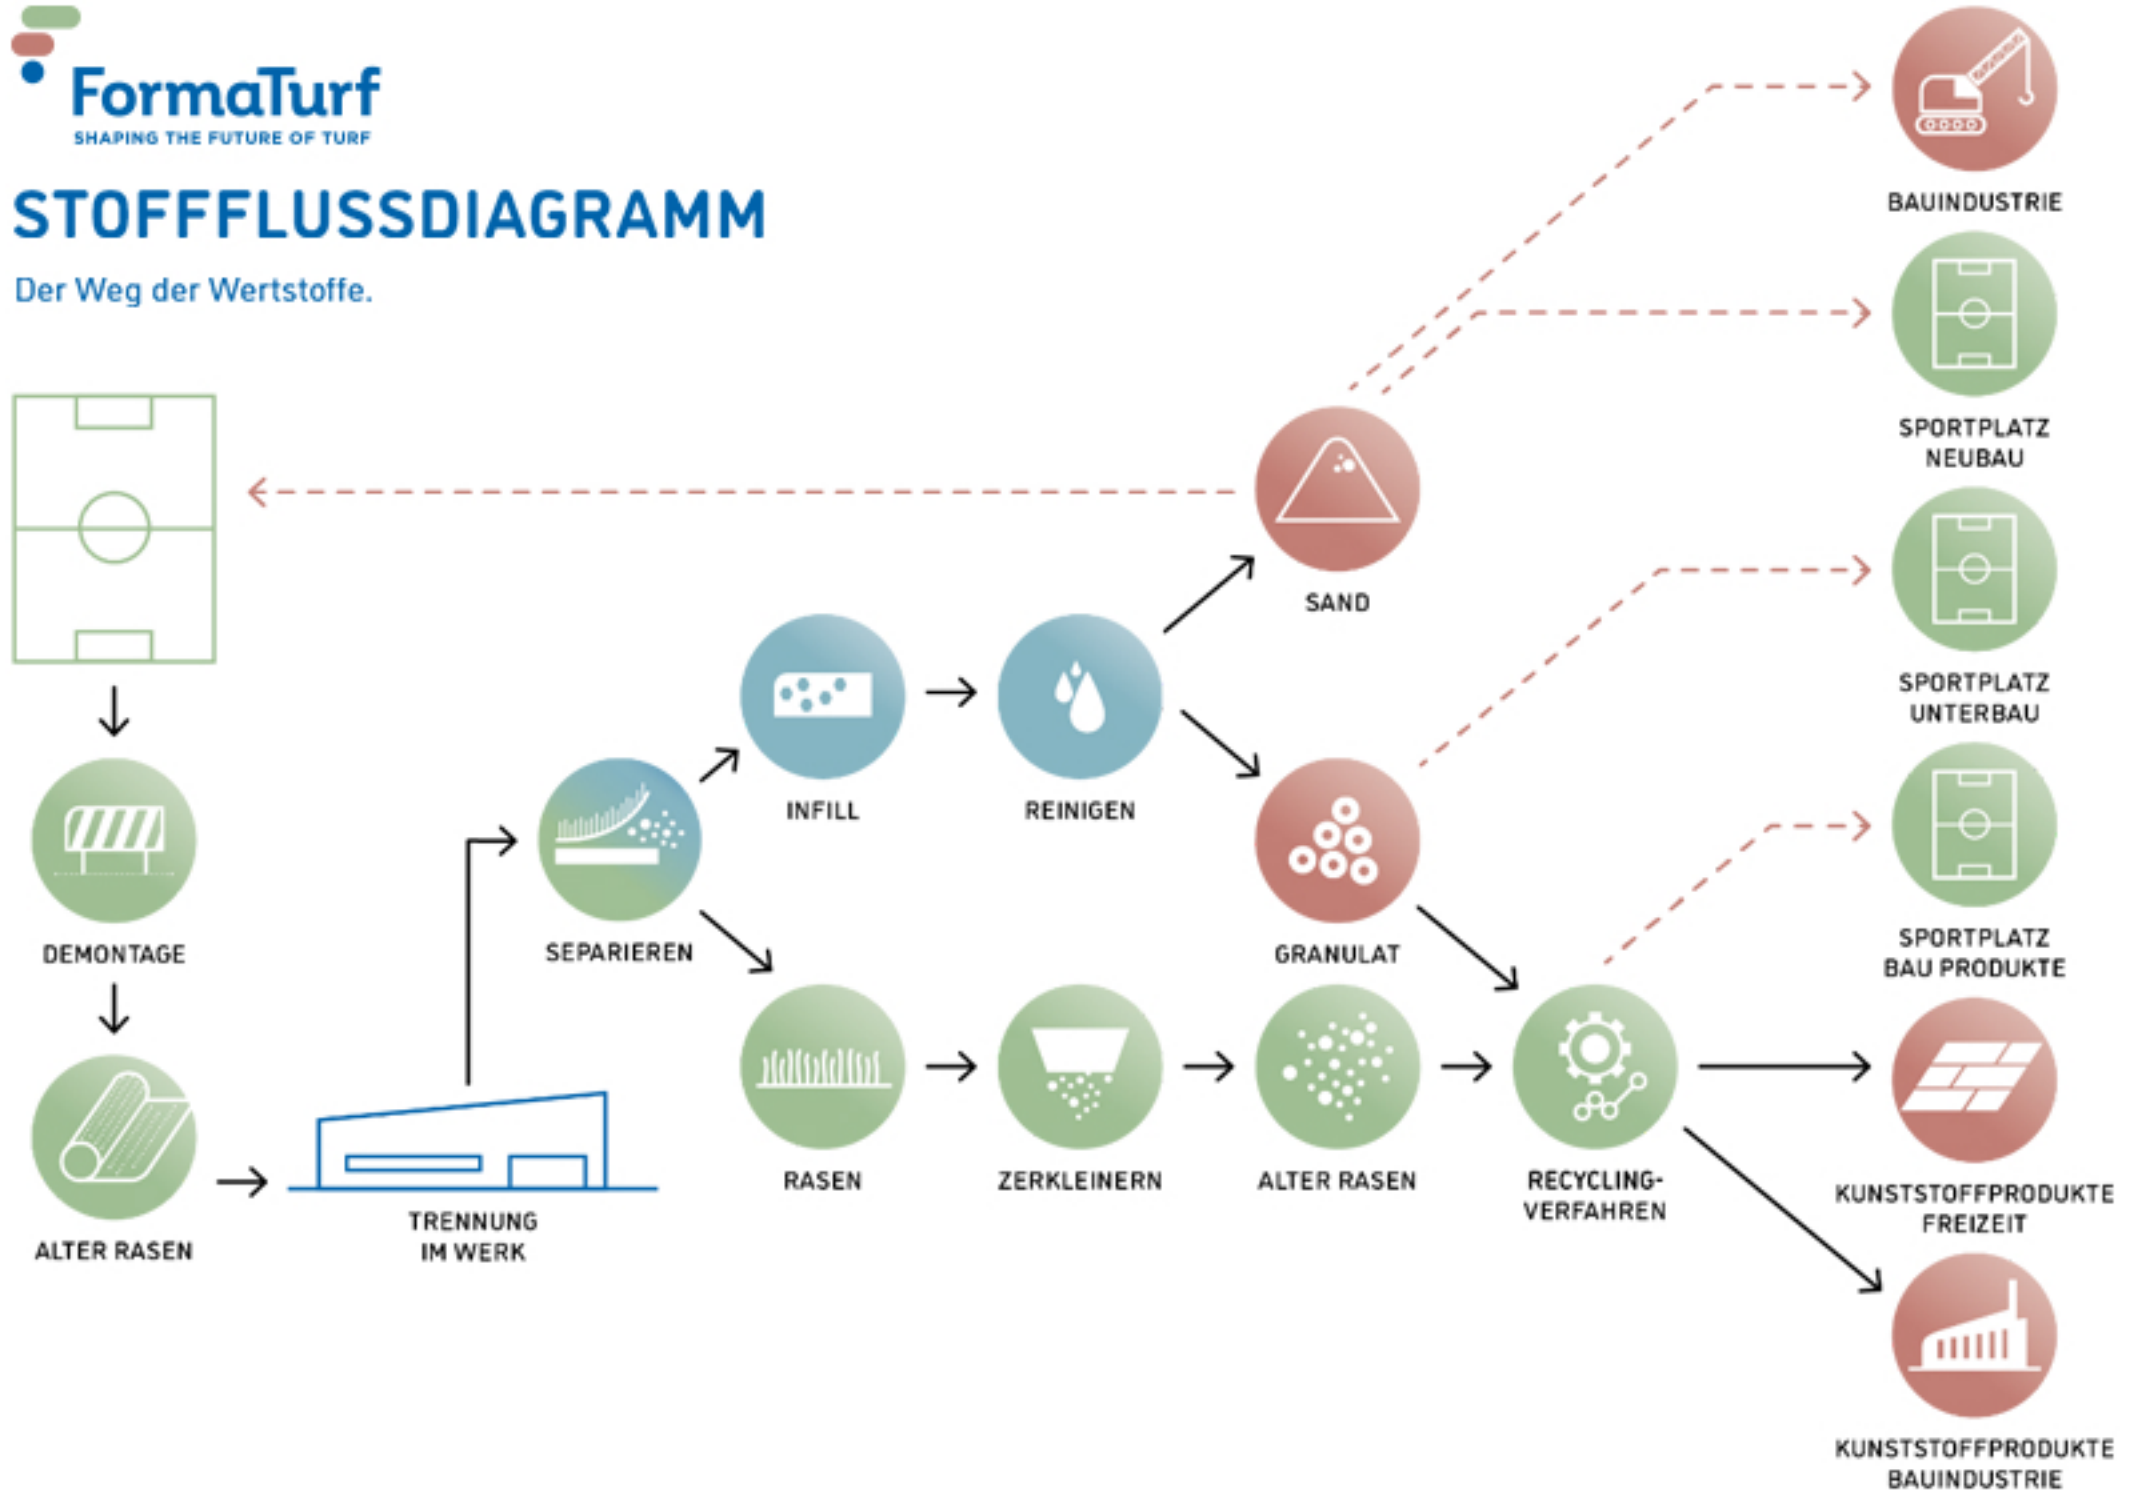 FormaTurf
SHAPING THE FUTURE OF TURF
STOFFFLUSSDIAGRAMM
Der Weg der Wertstoffe.
BAUINDUSTRIE
SPORTPLATZ
NEUBAU
SAND
SPORTPLATZ
UNTERBAU
INFILL
REINIGEN
DEMONTAGE
SEPARIEREN
GRANULAT
SPORTPLATZ
BAU PRODUKTE
ALTER RASEN
TRENNUNG
IM WERK
RASEN
ZERKLEINERN
ALTER RASEN
RECYCLING-
VERFAHREN
KUNSTSTOFFPRODUKTE
FREIZEIT
KUNSTSTOFFPRODUKTE
BAUINDUSTRIE